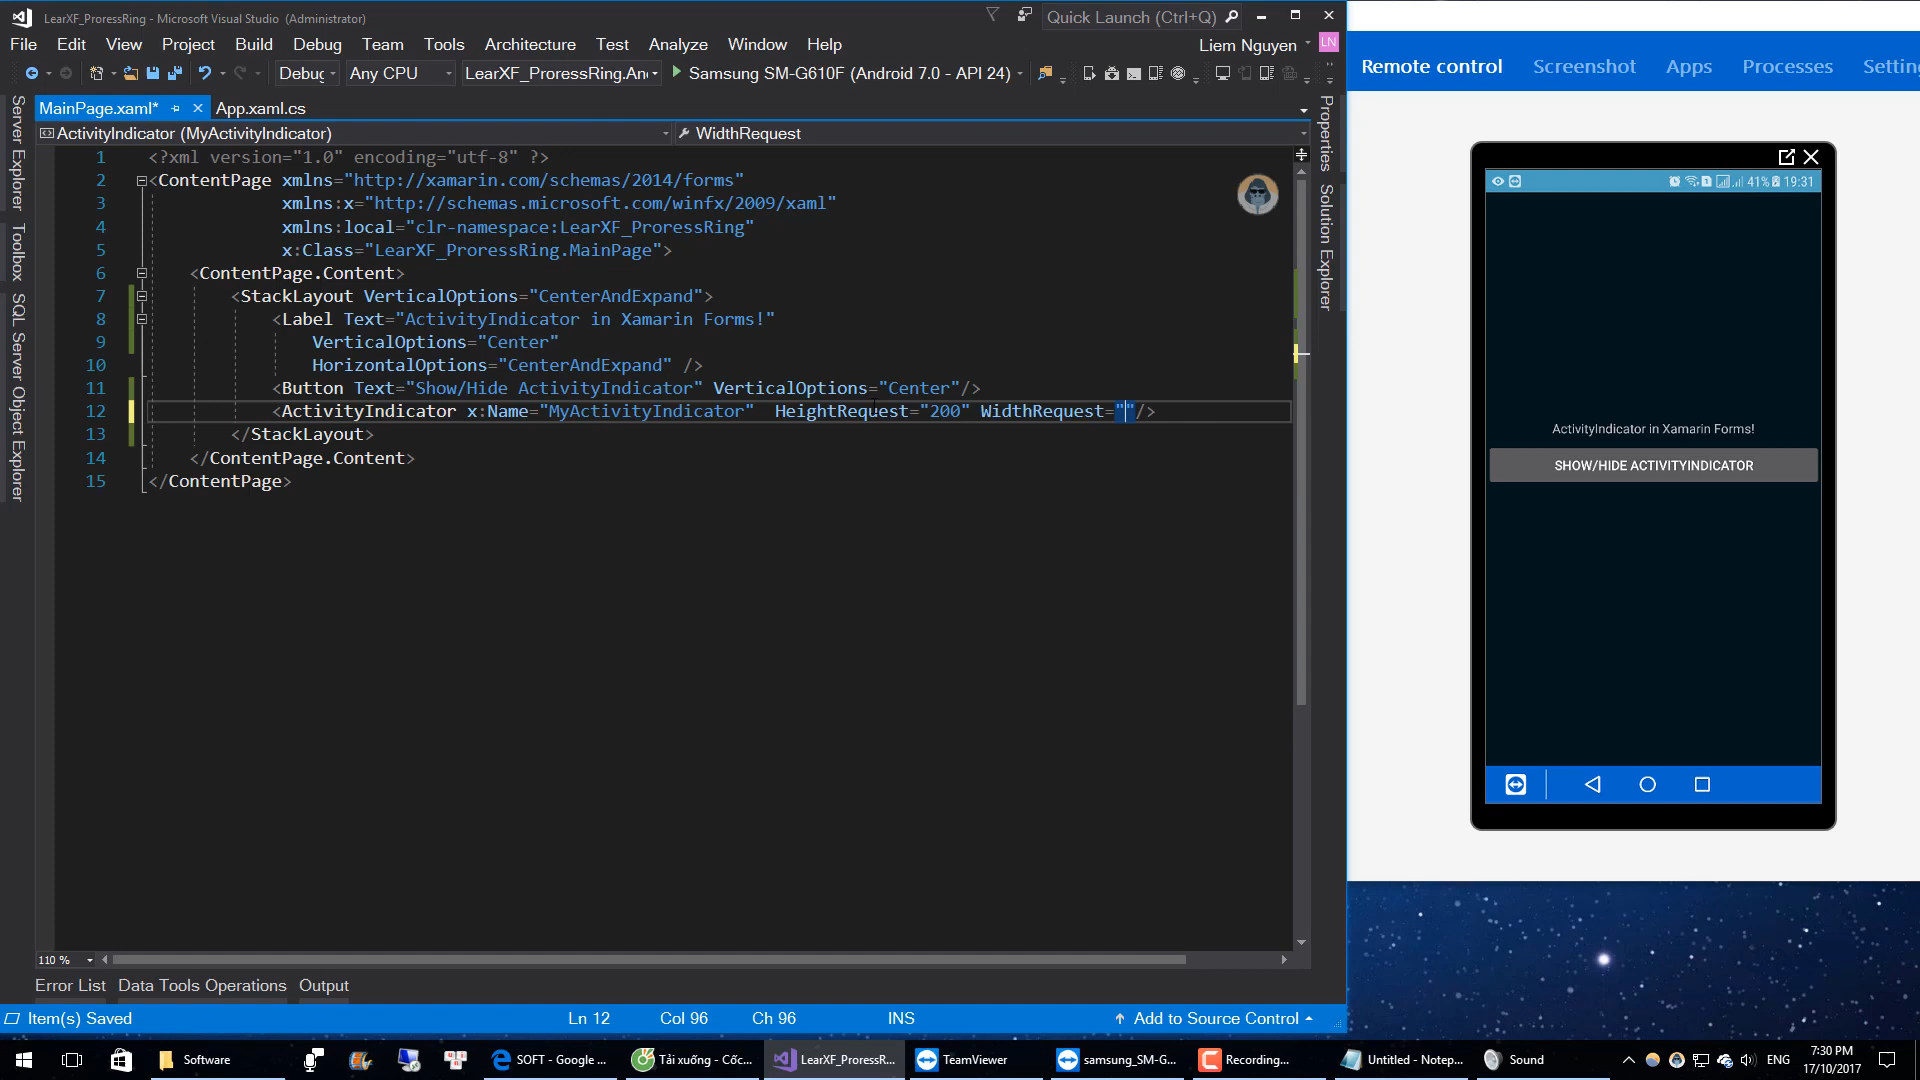 LearXF_ProressRing - Microsoft Visual Studio (Administrator)
Quick Launch (Ctrl+Q)
File Edit View Project Build Debug Team Tools Architecture Test Analyze Window Help
Liem Nguyen LN
Debug Any CPU LearXF_ProressRing.An Samsung SM-G610F (Android 7.0 - API 24)
MainPage.xaml* App.xaml.cs
ActivityIndicator (MyActivityIndicator) WidthRequest
Server Explorer
Toolbox
SQL Server Object Explorer
Properties
Solution Explorer
1 <?xml version="1.0" encoding="utf-8" ?>
2 <ContentPage xmlns="http://xamarin.com/schemas/2014/forms"
3 xmlns:x="http://schemas.microsoft.com/winfx/2009/xaml"
4 xmlns:local="clr-namespace:LearXF_ProressRing"
5 x:Class="LearXF_ProressRing.MainPage">
6 <ContentPage.Content>
7 <StackLayout VerticalOptions="CenterAndExpand">
8 <Label Text="ActivityIndicator in Xamarin Forms!"
9 VerticalOptions="Center"
10 HorizontalOptions="CenterAndExpand" />
11 <Button Text="Show/Hide ActivityIndicator" VerticalOptions="Center"/>
12 <ActivityIndicator x:Name="MyActivityIndicator" HeightRequest="200" WidthRequest=""/>
13 </StackLayout>
14 </ContentPage.Content>
15 </ContentPage>
110 %
Error List Data Tools Operations Output
Item(s) Saved Ln 12 Col 96 Ch 96 INS Add to Source Control
Remote control Screenshot Apps Processes Setting
41% 19:31
ActivityIndicator in Xamarin Forms!
SHOW/HIDE ACTIVITYINDICATOR
Software SOFT - Google ... Tải xuống - Cốc... LearXF_ProressR... TeamViewer samsung_SM-G... Recording... Untitled - Notep... Sound ENG
7:30 PM
17/10/2017